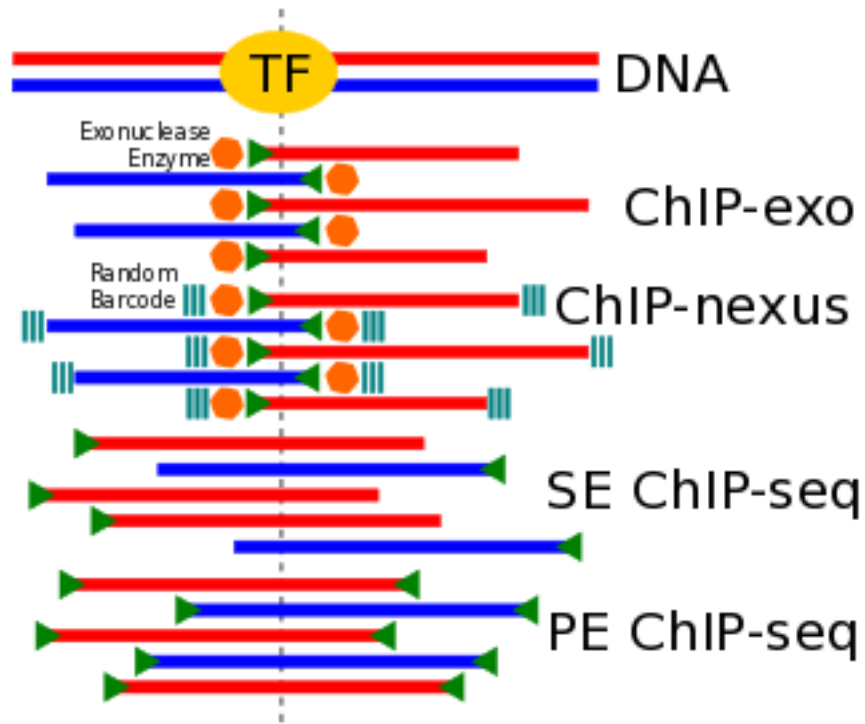 TF
DNA
Exonuclease
Enzyme
ChIP-exo
Random
Barcode
ChIP-nexus
SE ChIP-seq
PE ChIP-seq